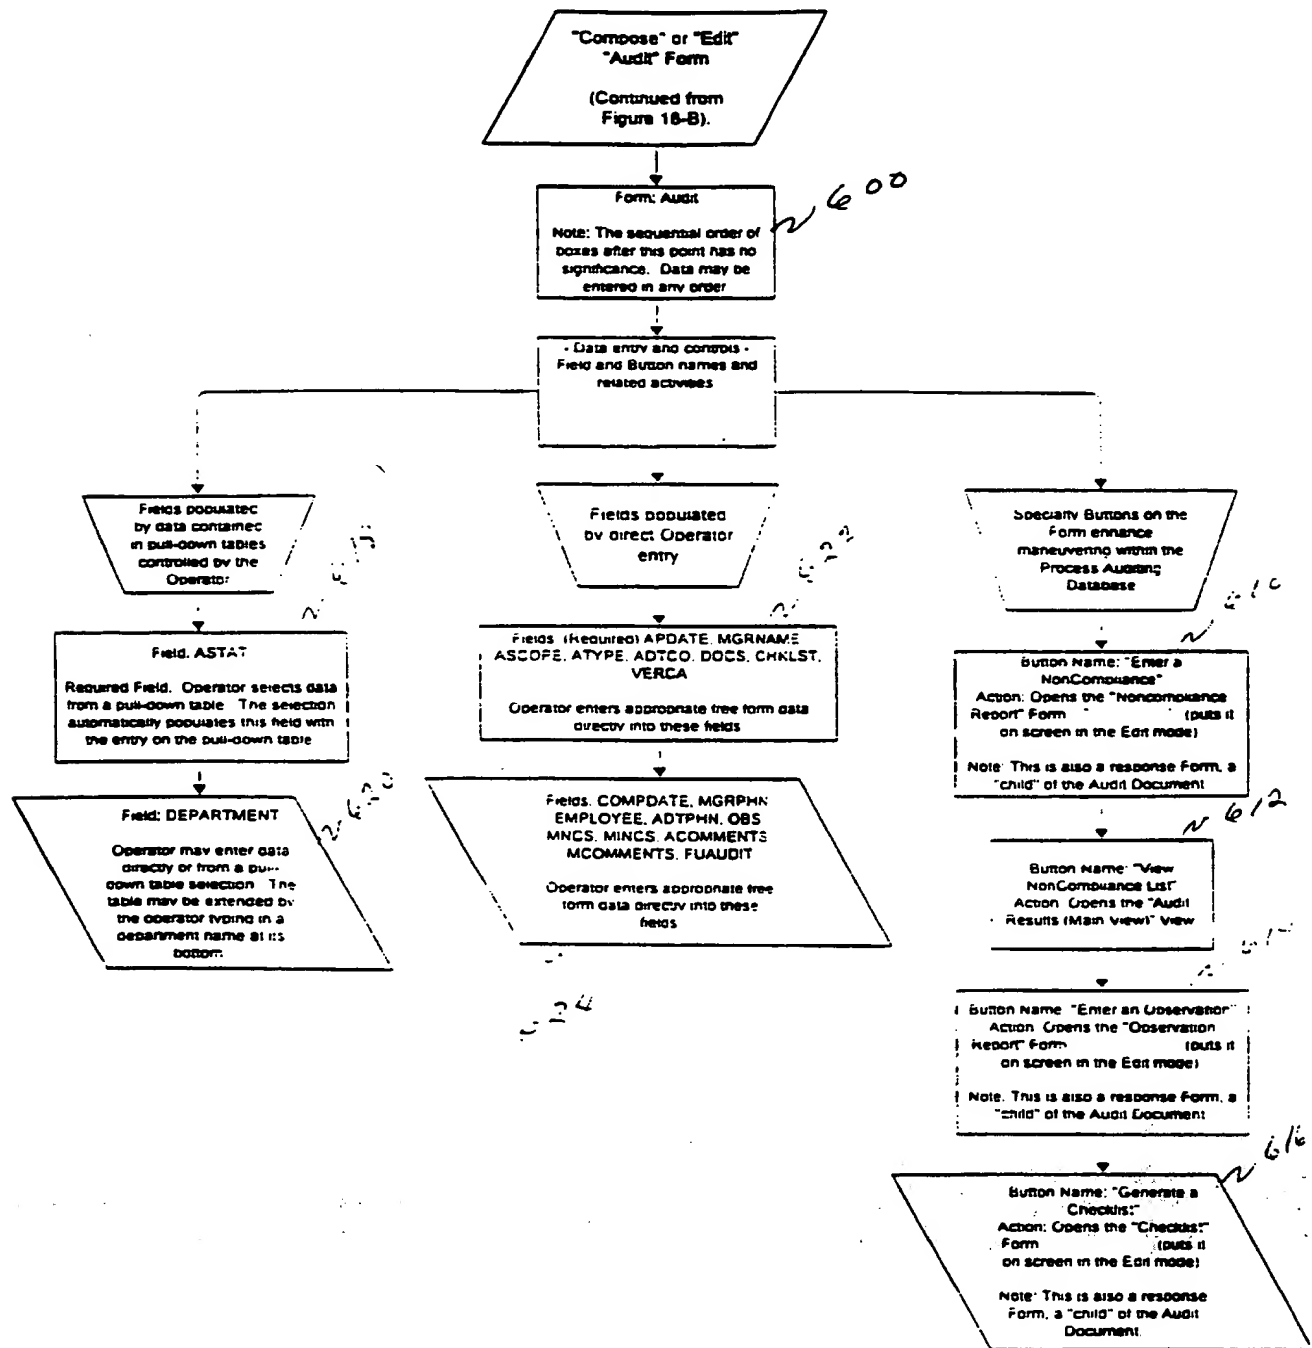 "Compose" or "Edit"
"Audit" Form
(Continued from
Figure 16-B).
Form: Audit
Note: The sequential order of
boxes after this point has no
significance. Data may be
entered in any order
600
- Data entry and controls -
Field and Button names and
related activities
Fields populated
by data contained
in pull-down tables
controlled by the
Operator
Field: ASTAT
Required Field. Operator selects data
from a pull-down table. The selection
automatically populates this field with
the entry on the pull-down table
Field: DEPARTMENT
Operator may enter data
directly or from a pull-
down table selection. The
table may be extended by
the operator typing in a
department name at its
bottom
620
Fields populated
by direct Operator
entry
622
Fields: (Required) APDATE, MGRNAME
ASCOPE, ATYPE, ADTCO, DOCS, CHKLST,
VERCA
Operator enters appropriate free form data
directly into these fields
Fields: COMPDATE, MGRPHN
EMPLOYEE, ADTPHN, OBS
MNCS, MINCS, ACOMMENTS
MCOMMENTS, FUAUDIT
Operator enters appropriate free
form data directly into these
fields
24
Specialty Buttons on the
Form enhance
maneuvering within the
Process Auditing
Database
610
Button Name: "Enter a
NonCompliance"
Action: Opens the "Noncompliance
Report" Form (puts it
on screen in the Edit mode)
Note: This is also a response Form, a
"child" of the Audit Document
612
Button Name: "View
NonCompliance List"
Action: Opens the "Audit
Results (Main View)" View
614
Button Name: "Enter an Observation"
Action: Opens the "Observation
Report" Form (puts it
on screen in the Edit mode)
Note: This is also a response Form, a
"child" of the Audit Document
616
Button Name: "Generate a
Checklist"
Action: Opens the "Checklist"
Form (puts it
on screen in the Edit mode)
Note: This is also a response
Form, a "child" of the Audit
Document.